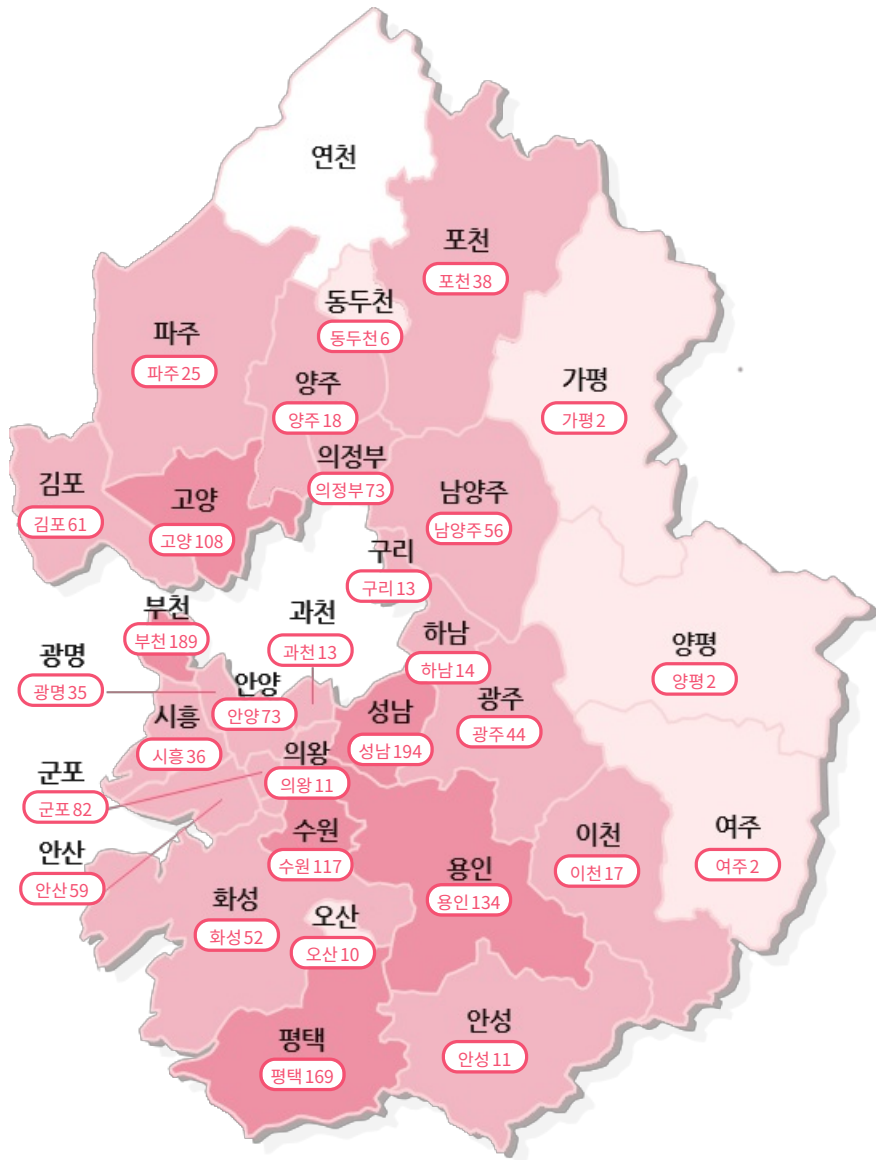 연천
포천
포천38
동두천
동두천6
파주
파주25
양주
양주18
가평
가평2
의정부
의정부73
김포
김포61
고양
고양108
남양주
남양주56
구리
구리13
부천
부천189
과천
과천13
하남
하남14
양평
양평2
광명
광명35
안양
안양73
시흥
시흥36
성남
성남194
광주
광주44
의왕
의왕11
군포
군포82
수원
수원117
이천
이천17
여주
여주2
안산
안산59
용인
용인134
화성
화성52
오산
오산10
안성
안성11
평택
평택169